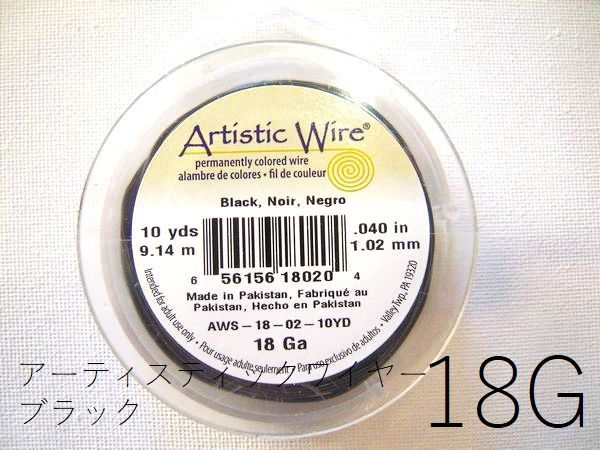 Artistic Wire®
permanently colored wire
alambre de colores • fil de couleur
Black, Noir, Negro
10 yds
9.14 m
.040 in
1.02 mm
6 56156 18020 4
Made in Pakistan, Fabriqué au
Pakistan, Hecho en Pakistan
AWS-18-02-10YD
18 Ga
Intended for adult use only • Pour usage adulte seulement • Para uso exclusivo de adultos • Valley Twp., PA 19320
アーティスティックワイヤー
ブラック
18G